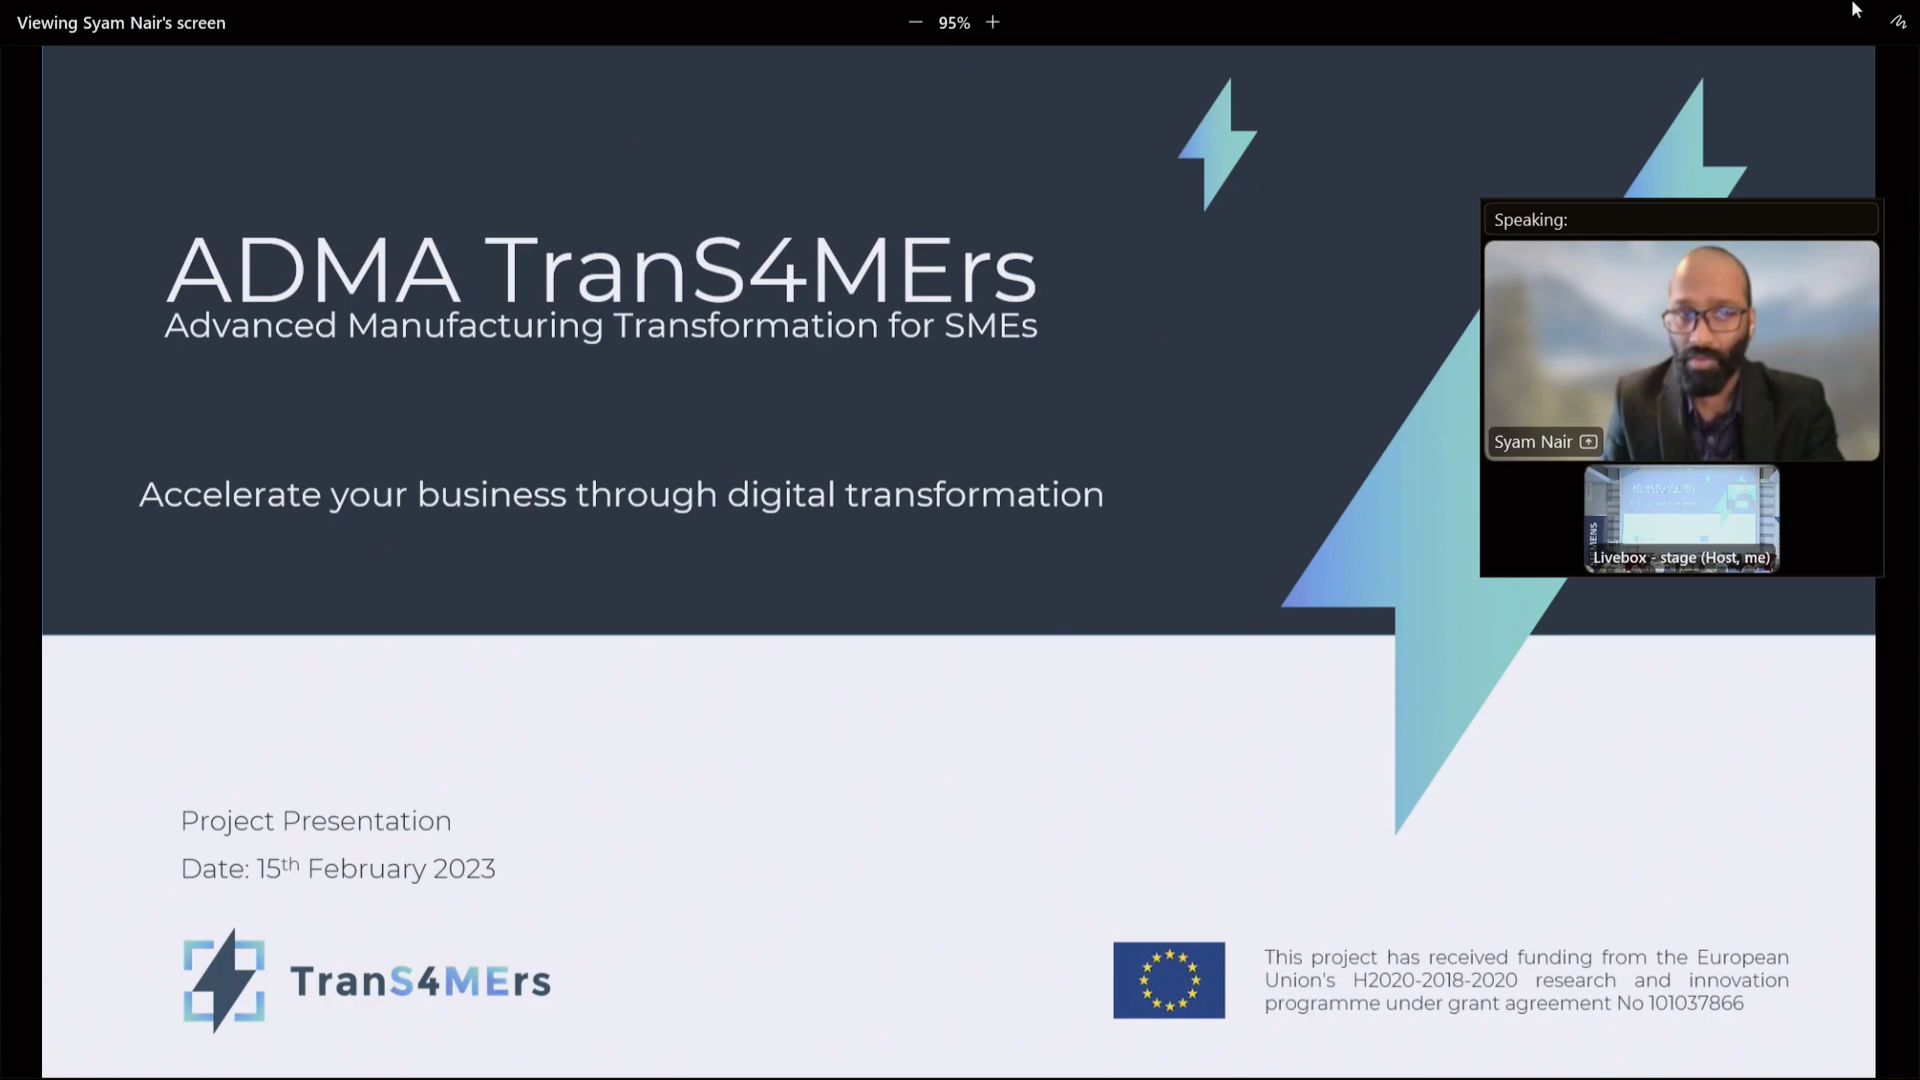 Viewing Syam Nair's screen
95%
ADMA TranS4MErs
Advanced Manufacturing Transformation for SMEs
Accelerate your business through digital transformation
Speaking:
Syam Nair
SIEMENS
Livebox - stage (Host, me)
Project Presentation
Date: 15th February 2023
TranS4MErs
This project has received funding from the European
Union's H2020-2018-2020 research and innovation
programme under grant agreement No 101037866